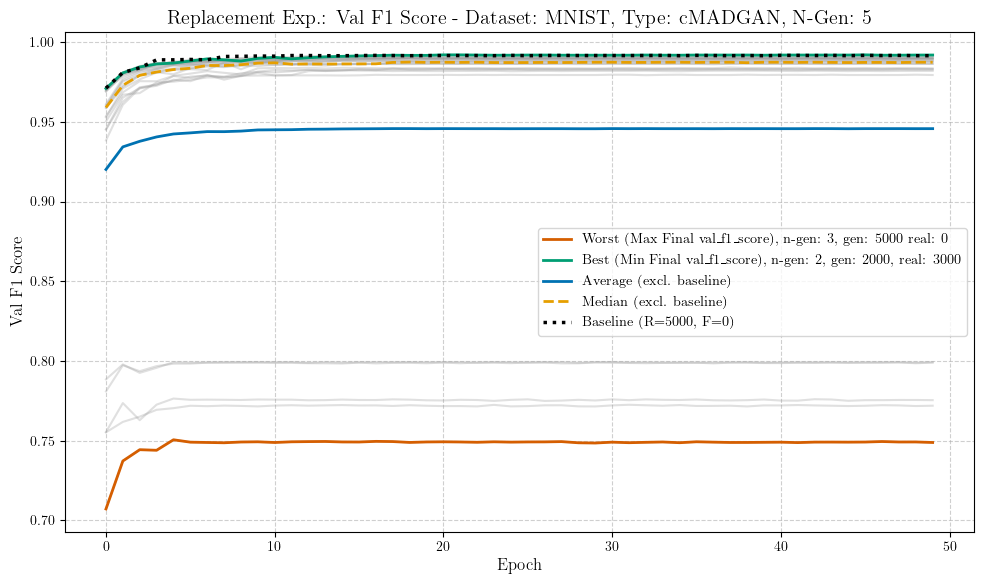 Replacement Exp.: Val F1 Score - Dataset: MNIST, Type: cMADGAN, N-Gen: 5
Val F1 Score
1.00
0.95
0.90
0.85
0.80
0.75
0.70
Worst (Max Final val_f1_score), n-gen: 3, gen: 5000 real: 0
Best (Min Final val_f1_score), n-gen: 2, gen: 2000, real: 3000
Average (excl. baseline)
Median (excl. baseline)
Baseline (R=5000, F=0)
0 10 20 30 40 50
Epoch